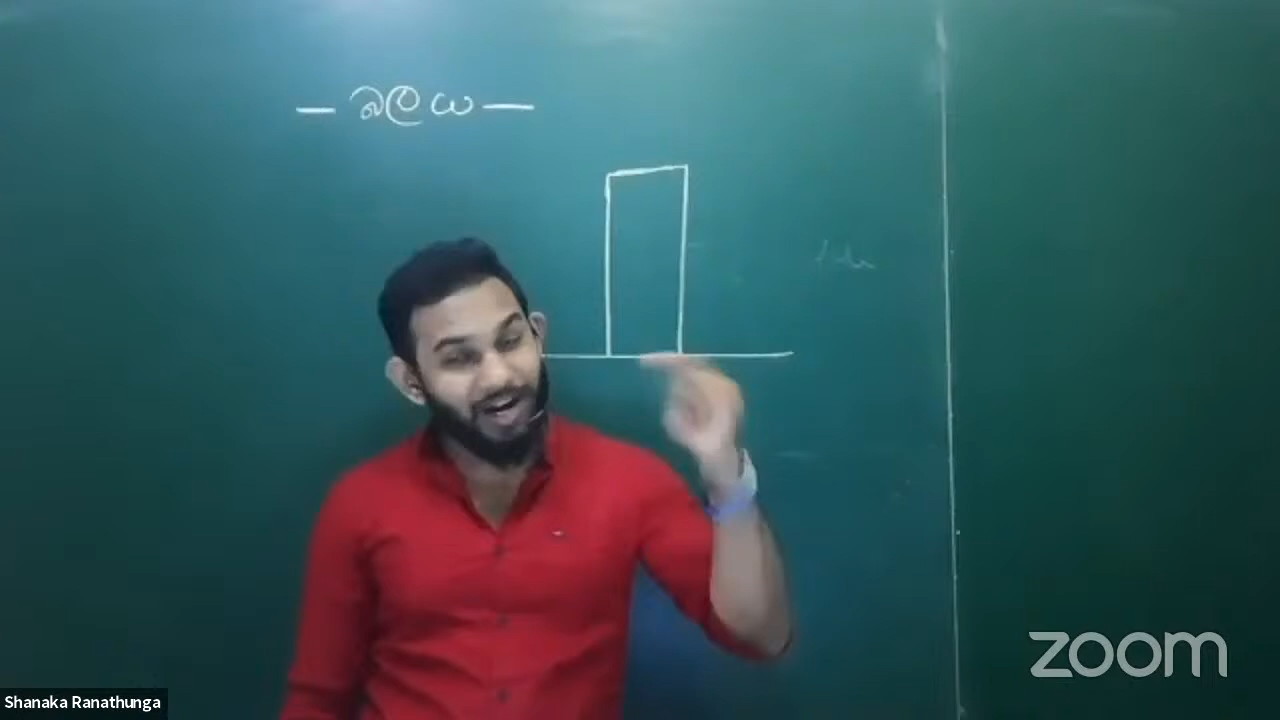 — බලය —
zoom
Shanaka Ranathunga